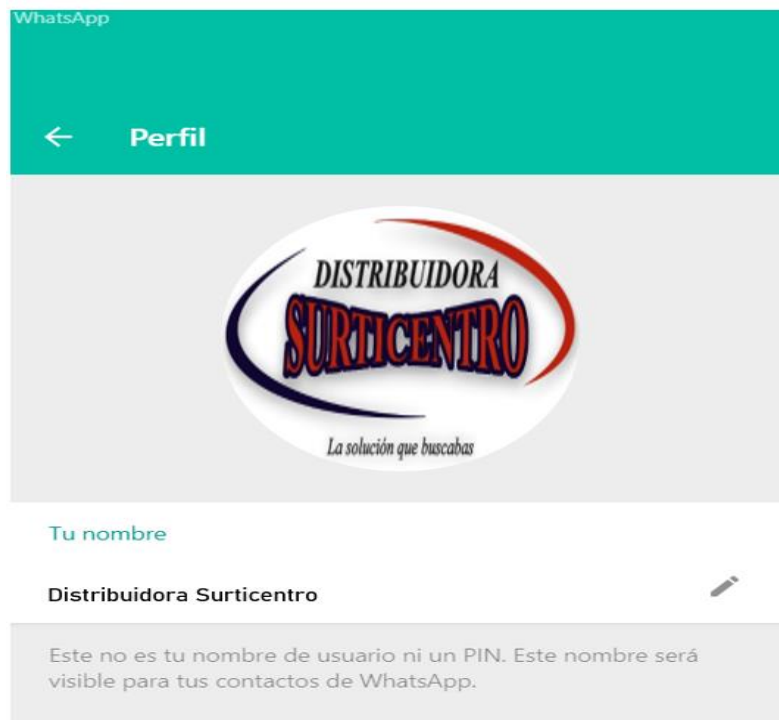 WhatsApp
Perfil
DISTRIBUIDORA
SURTICENTRO
La solución que buscabas
Tu nombre
Distribuidora Surticentro
Este no es tu nombre de usuario ni un PIN. Este nombre será
visible para tus contactos de WhatsApp.